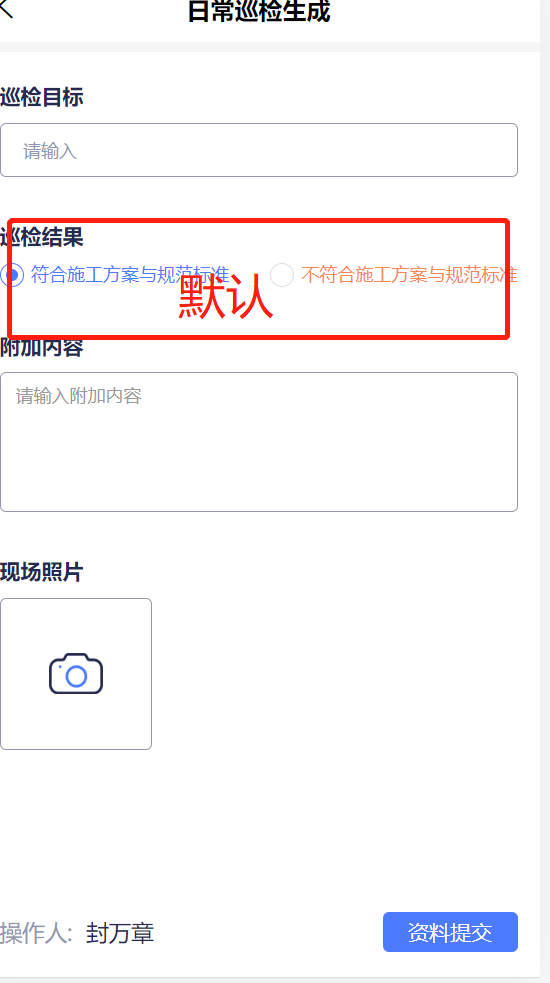 日常巡检生成
巡检目标
请输入
巡检结果
符合施工方案与规范标准 不符合施工方案与规范标准
默认
附加内容
请输入附加内容
现场照片
操作人: 封万章 资料提交